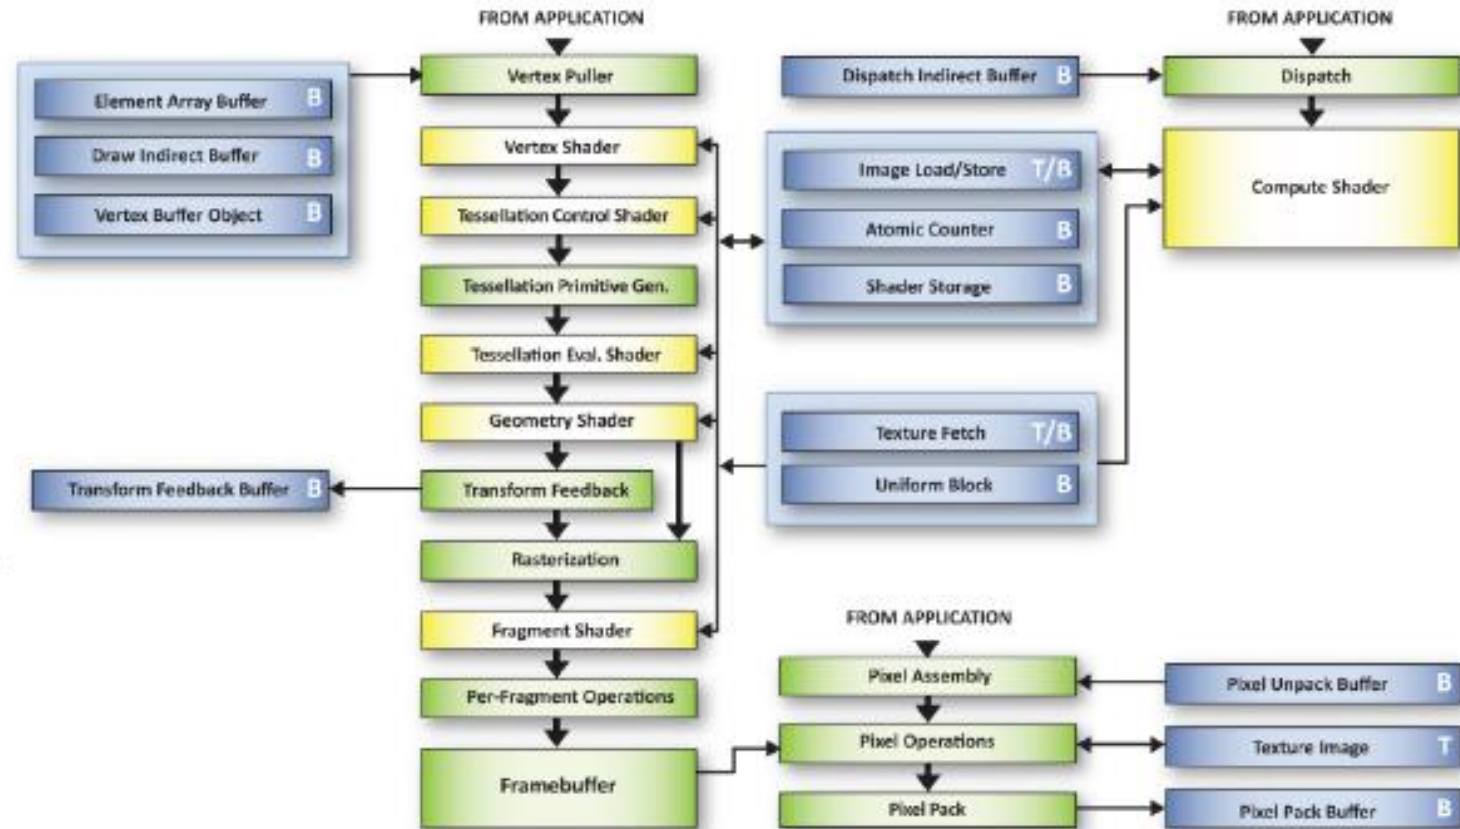 FROM APPLICATION
Vertex Puller
Element Array Buffer B
Draw Indirect Buffer B
Vertex Buffer Object B
Vertex Shader
Tessellation Control Shader
Tessellation Primitive Gen.
Tessellation Eval. Shader
Geometry Shader
Transform Feedback
Transform Feedback Buffer B
Rasterization
Fragment Shader
Per-Fragment Operations
Framebuffer
FROM APPLICATION
Dispatch Indirect Buffer B
Dispatch
Image Load/Store T/B
Atomic Counter B
Shader Storage B
Compute Shader
Texture Fetch T/B
Uniform Block B
FROM APPLICATION
Pixel Assembly
Pixel Unpack Buffer B
Pixel Operations
Texture Image T
Pixel Pack
Pixel Pack Buffer B